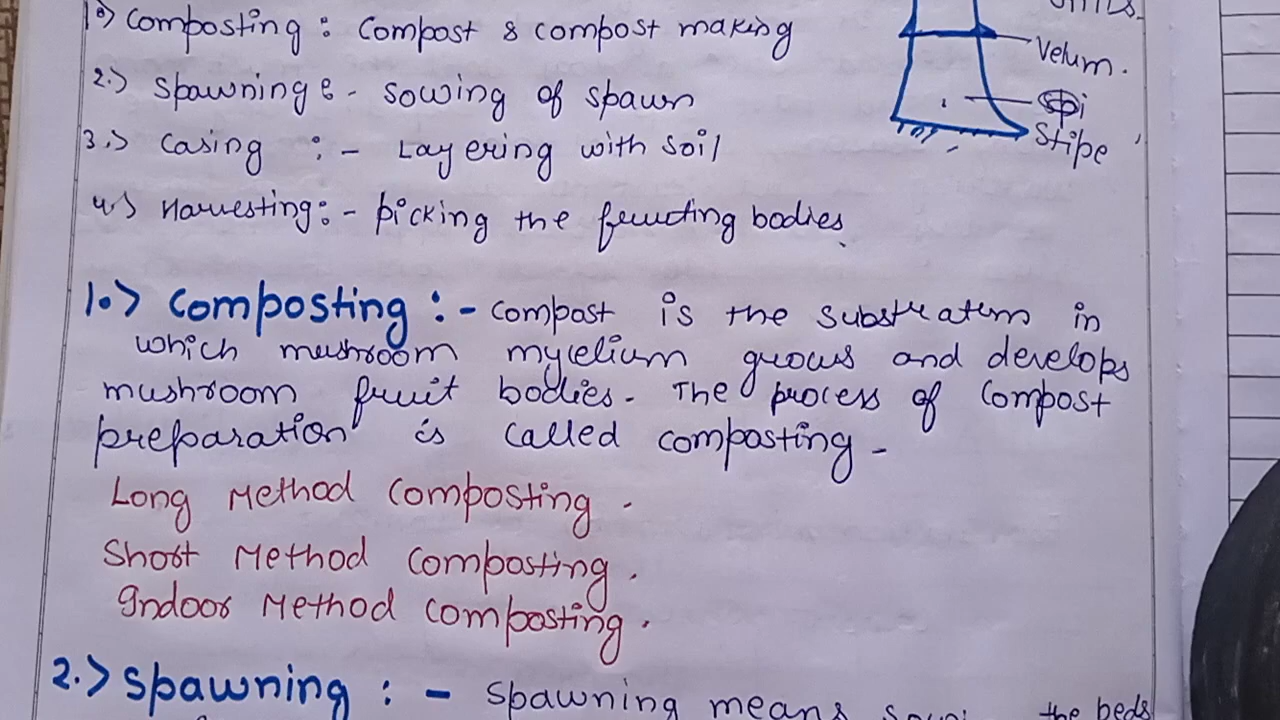 1.) Composting : Compost & compost making
2.) Spawning :- Sowing of spawn
3.) Casing :- Layering with soil
4.) Harvesting :- picking the fruiting bodies.
Velum.
Stipe
1.) Composting :- Compost is the substratum in
which mushroom mycelium grows and develops
mushroom fruit bodies. The process of Compost
preparation is called composting -
Long Method Composting.
Short Method Composting.
Indoor Method Composting.
2.) Spawning :- Spawning means the beds